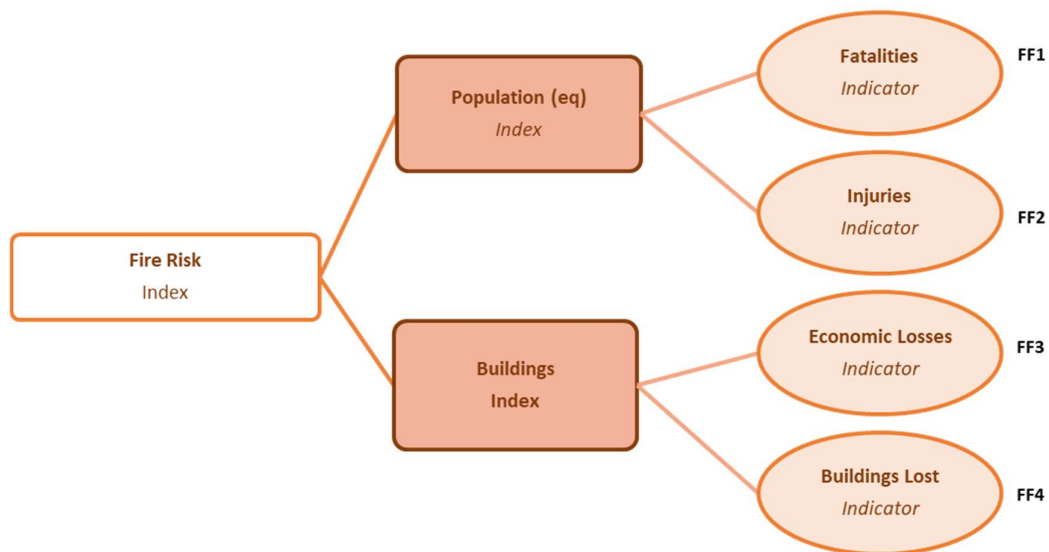 Fire Risk
Index
Population (eq)
Index
Buildings
Index
Fatalities
Indicator
FF1
Injuries
Indicator
FF2
Economic Losses
Indicator
FF3
Buildings Lost
Indicator
FF4